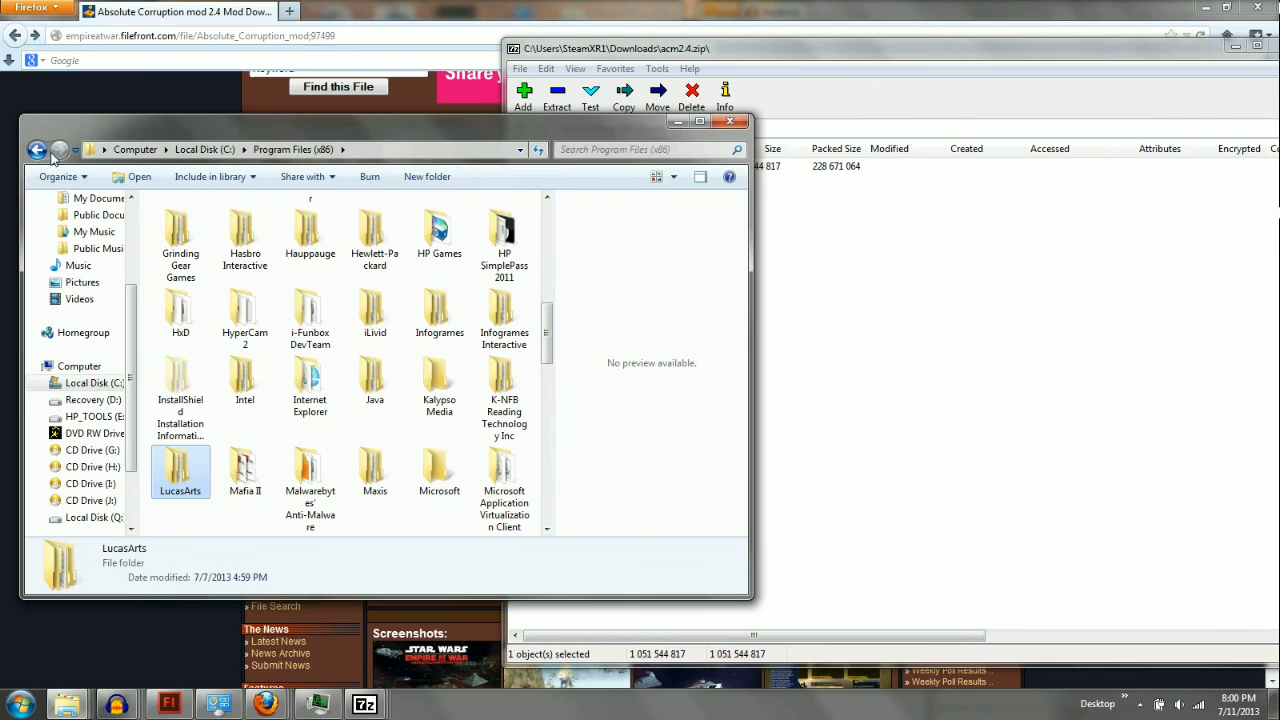 Firefox
Absolute Corruption mod 2.4 Mod Dow...
empireatwar.filefront.com/file/Absolute_Corruption_mod;97499
Google
Find this File
Share
C:\Users\SteamXR1\Downloads\acm2.4.zip\
File Edit View Favorites Tools Help
Add Extract Test Copy Move Delete Info
Size Packed Size Modified Created Accessed Attributes Encrypted
44 817 228 671 064
Computer Local Disk (C:) Program Files (x86)
Search Program Files (x86)
Organize Open Include in library Share with Burn New folder
My Docume
Public Docu
My Music
Public Musi
Music
Pictures
Videos
Homegroup
Computer
Local Disk (C:
Recovery (D:)
HP_TOOLS (E:
DVD RW Drive
CD Drive (G:)
CD Drive (H:)
CD Drive (I:)
CD Drive (J:)
Local Disk (Q:
r
Grinding Gear Games
Hasbro Interactive
Hauppauge
Hewlett-Packard
HP Games
HP SimplePass 2011
HxD
HyperCam 2
i-Funbox DevTeam
iLivid
Infogrames
Infogrames Interactive
InstallShield Installation Informati...
Intel
Internet Explorer
Java
Kalypso Media
K-NFB Reading Technology Inc
LucasArts
Mafia II
Malwarebytes' Anti-Malware
Maxis
Microsoft
Microsoft Application Virtualization Client
No preview available.
LucasArts
File folder
Date modified: 7/7/2013 4:59 PM
» File Search
The News
» Latest News
» News Archive
» Submit News
Screenshots:
STAR WARS
EMPIRE AT WAR
1 object(s) selected 1 051 544 817 1 051 544 817
» Weekly Poll Results ..
» Weekly Poll Results ..
7z
Fl
7z
Desktop
8:00 PM
7/11/2013